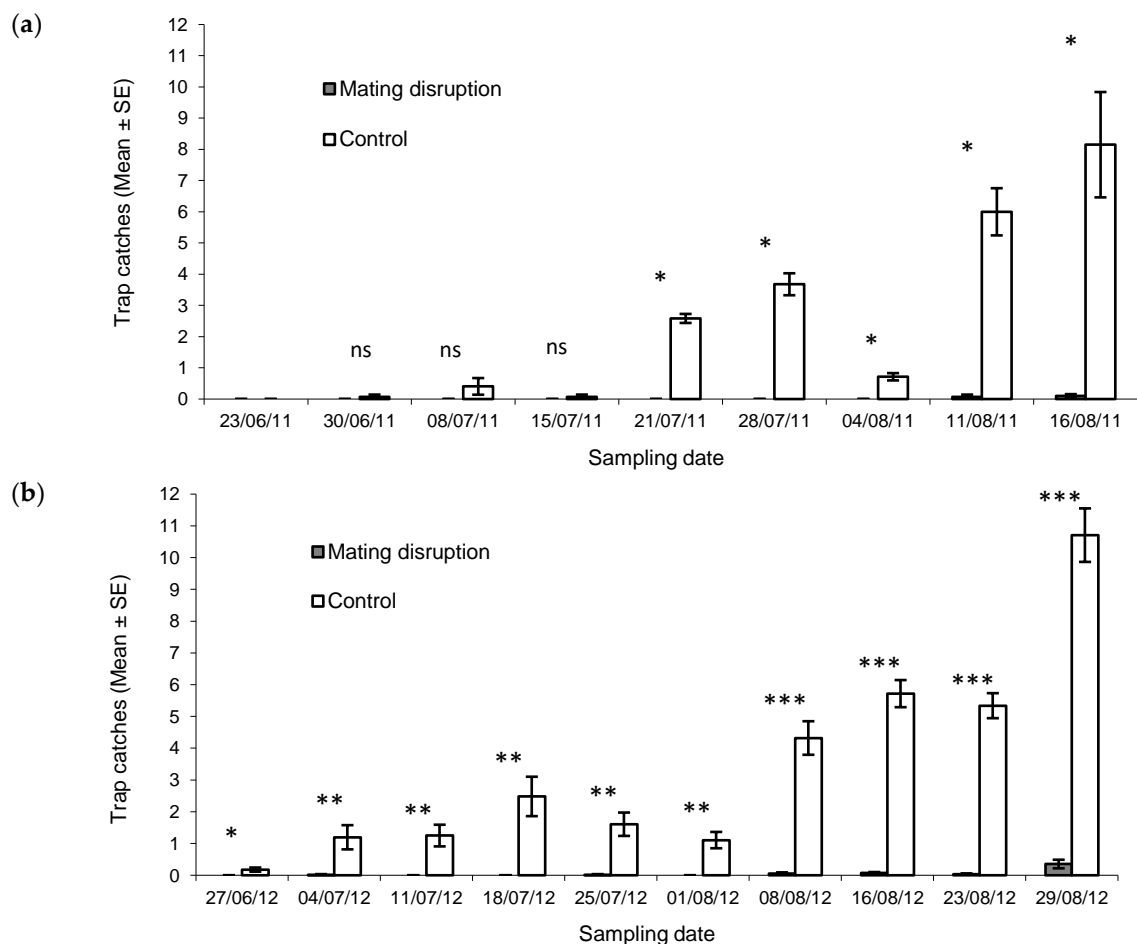 (a)
Trap catches (Mean ± SE)
12
11
10
9
8
7
6
5
4
3
2
1
0
Mating disruption
Control
ns
ns
ns
*
*
*
*
*
23/06/11 30/06/11 08/07/11 15/07/11 21/07/11 28/07/11 04/08/11 11/08/11 16/08/11
Sampling date
(b)
Trap catches (Mean ± SE)
12
11
10
9
8
7
6
5
4
3
2
1
0
Mating disruption
Control
*
**
**
**
**
**
***
***
***
***
27/06/12 04/07/12 11/07/12 18/07/12 25/07/12 01/08/12 08/08/12 16/08/12 23/08/12 29/08/12
Sampling date